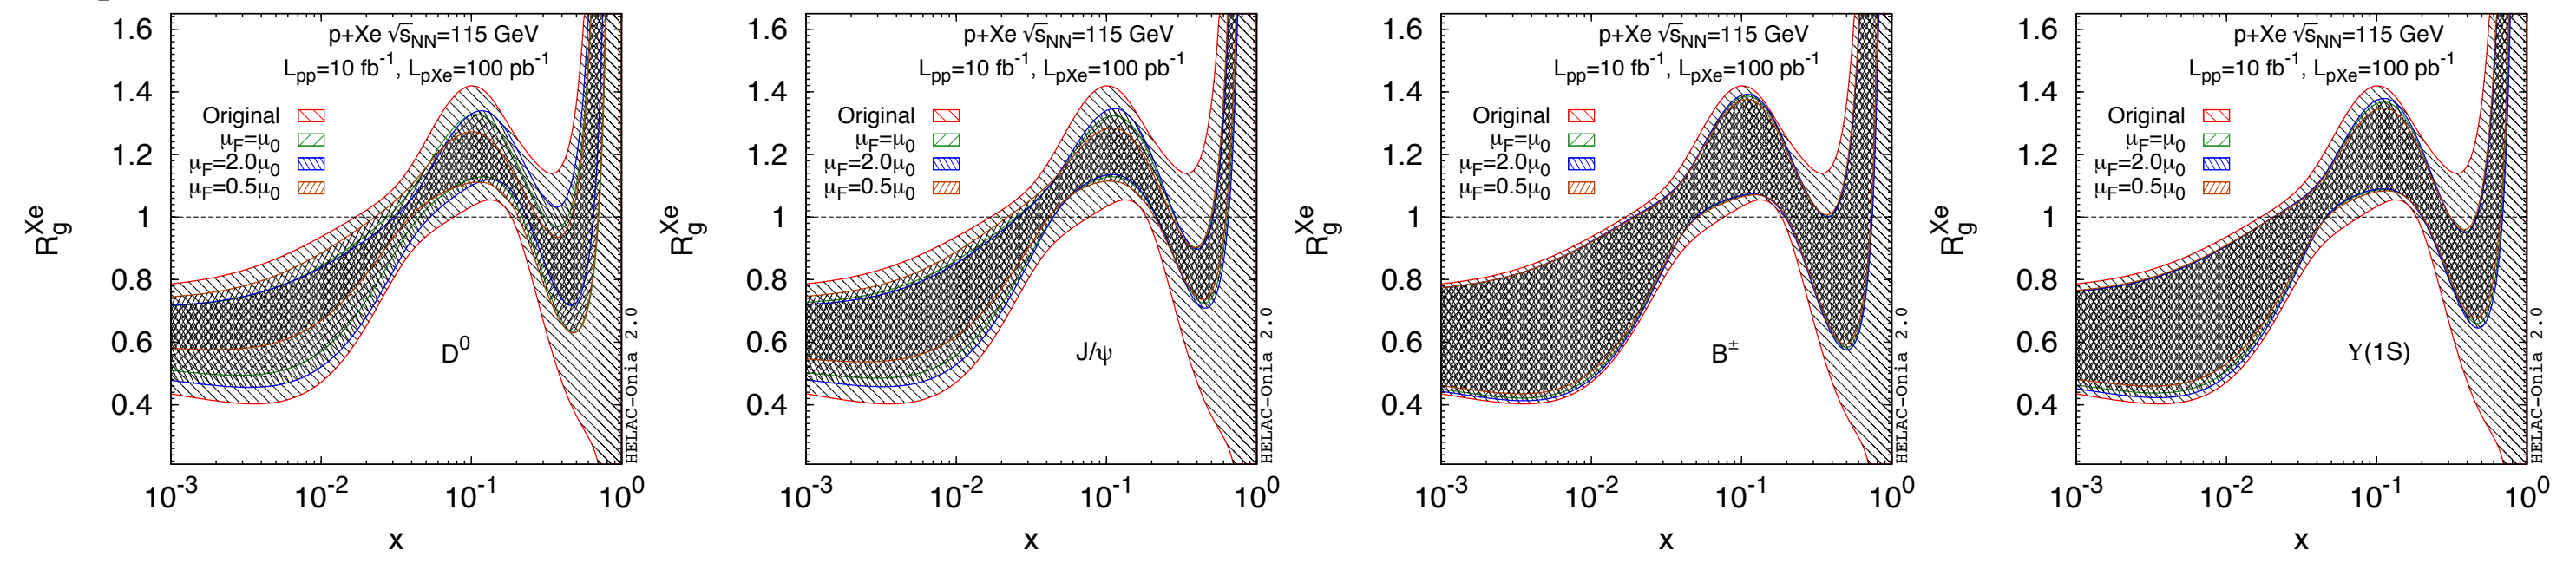 R_g^Xe
1.6
1.4
1.2
1
0.8
0.6
0.4
p+Xe √s_NN=115 GeV
L_pp=10 fb^-1, L_pXe=100 pb^-1
Original
μ_F=μ_0
μ_F=2.0μ_0
μ_F=0.5μ_0
D^0
HELAC-Onia 2.0
10^-3 10^-2 10^-1 10^0
x
R_g^Xe
1.6
1.4
1.2
1
0.8
0.6
0.4
p+Xe √s_NN=115 GeV
L_pp=10 fb^-1, L_pXe=100 pb^-1
Original
μ_F=μ_0
μ_F=2.0μ_0
μ_F=0.5μ_0
J/ψ
HELAC-Onia 2.0
10^-3 10^-2 10^-1 10^0
x
R_g^Xe
1.6
1.4
1.2
1
0.8
0.6
0.4
p+Xe √s_NN=115 GeV
L_pp=10 fb^-1, L_pXe=100 pb^-1
Original
μ_F=μ_0
μ_F=2.0μ_0
μ_F=0.5μ_0
B^±
HELAC-Onia 2.0
10^-3 10^-2 10^-1 10^0
x
R_g^Xe
1.6
1.4
1.2
1
0.8
0.6
0.4
p+Xe √s_NN=115 GeV
L_pp=10 fb^-1, L_pXe=100 pb^-1
Original
μ_F=μ_0
μ_F=2.0μ_0
μ_F=0.5μ_0
Υ(1S)
HELAC-Onia 2.0
10^-3 10^-2 10^-1 10^0
x